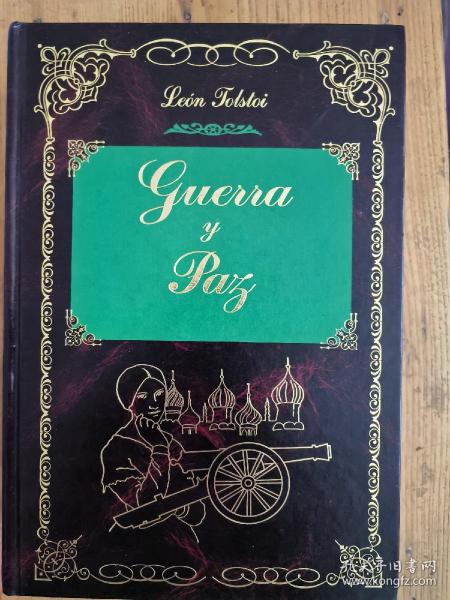 León Tolstoi
Guerra
y
Paz
孔夫子旧书网
www.kongfz.com